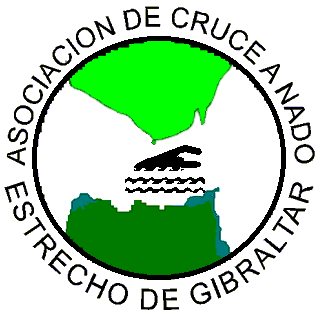 ASOCIACION DE CRUCE A NADO
ESTRECHO DE GIBRALTAR